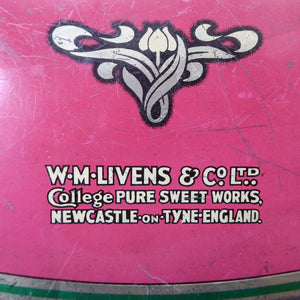 W·M·LIVENS & CO. LTD.
College PURE SWEET WORKS,
NEWCASTLE-ON-TYNE·ENGLAND.